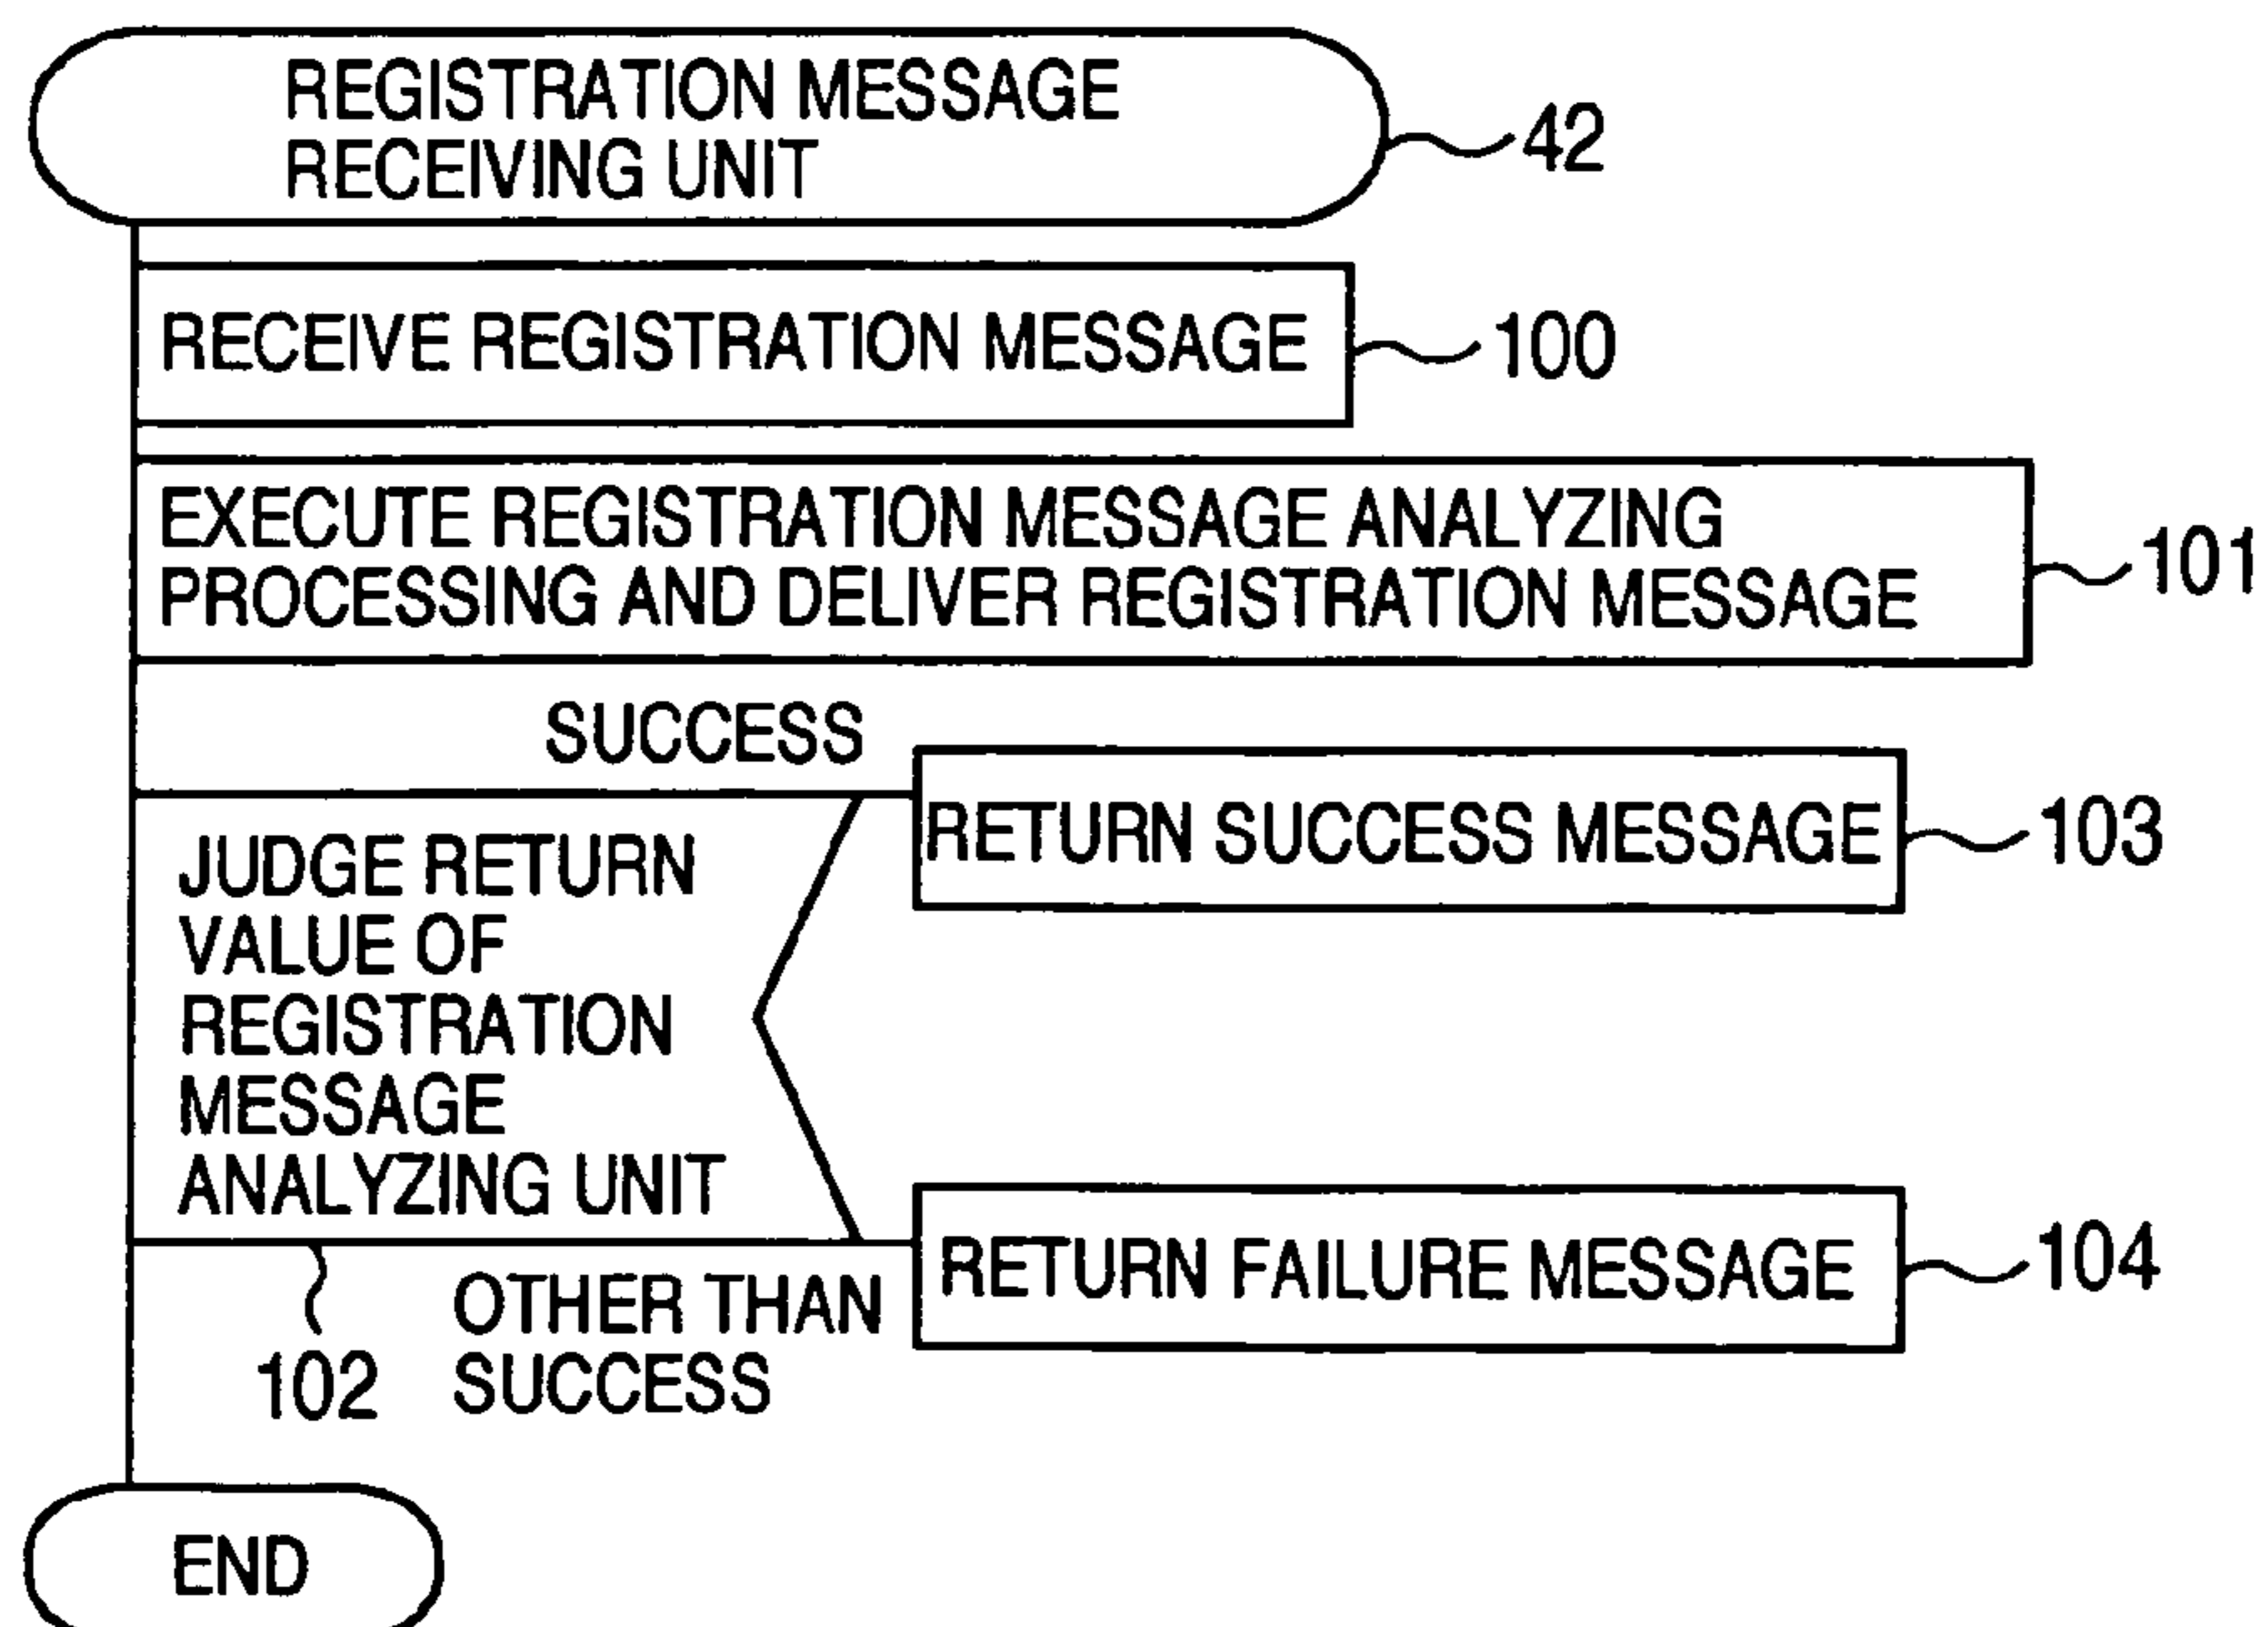 REGISTRATION MESSAGE
RECEIVING UNIT
42
RECEIVE REGISTRATION MESSAGE
100
EXECUTE REGISTRATION MESSAGE ANALYZING
PROCESSING AND DELIVER REGISTRATION MESSAGE
101
SUCCESS
RETURN SUCCESS MESSAGE
103
JUDGE RETURN
VALUE OF
REGISTRATION
MESSAGE
ANALYZING UNIT
102
OTHER THAN
SUCCESS
RETURN FAILURE MESSAGE
104
END